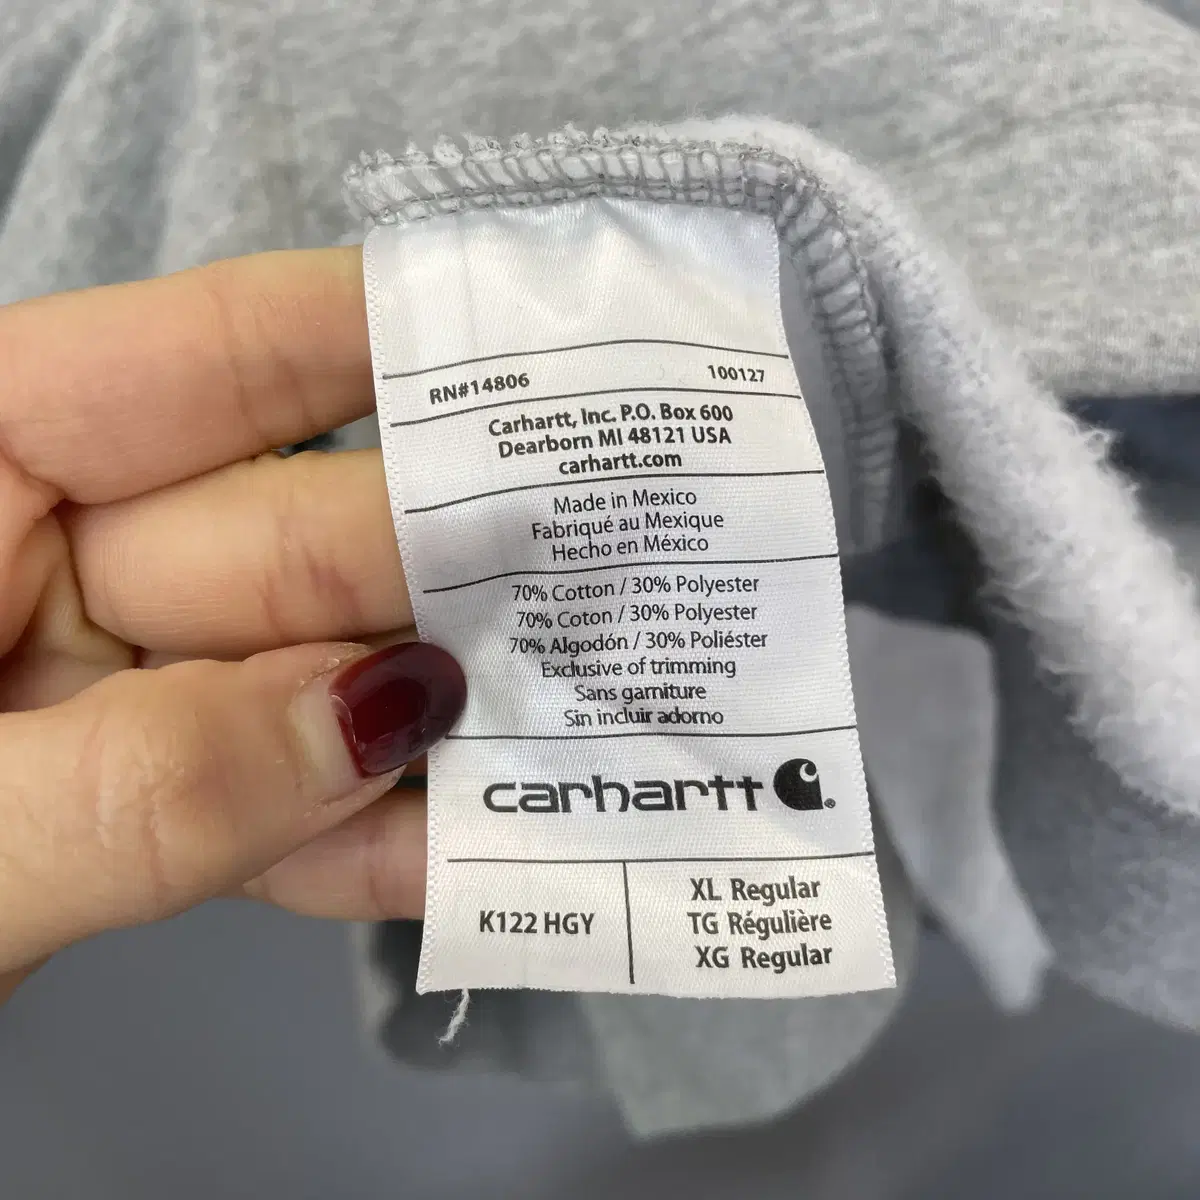 RN#14806 100127
Carhartt, Inc. P.O. Box 600
Dearborn MI 48121 USA
carhartt.com
Made in Mexico
Fabriqué au Mexique
Hecho en México
70% Cotton / 30% Polyester
70% Coton / 30% Polyester
70% Algodón / 30% Poliéster
Exclusive of trimming
Sans garniture
Sin incluir adorno
carhartt ®
K122 HGY
XL Regular
TG Régulière
XG Regular